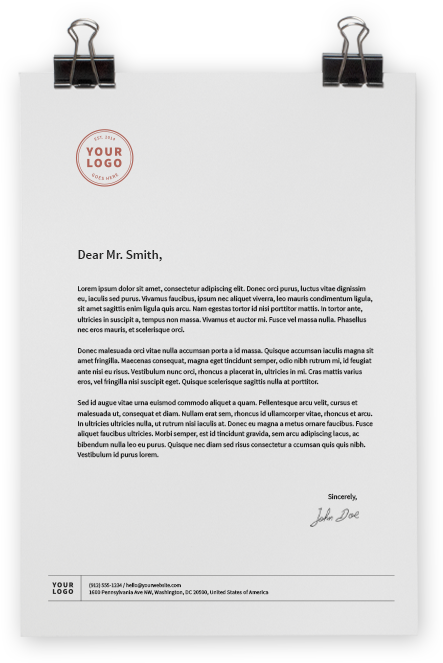 EST. 2010
YOUR
LOGO
GOES HERE
Dear Mr. Smith,
Lorem ipsum dolor sit amet, consectetur adipiscing elit. Donec orci purus, luctus vitae dignissim
eu, iaculis sed purus. Vivamus faucibus, ipsum nec aliquet viverra, leo mauris condimentum ligula,
sit amet sagittis enim ligula quis arcu. Nam egestas tortor id nisi porttitor mattis. In tortor ante,
ultricies in suscipit a, tempus non massa. Vivamus et auctor mi. Fusce vel massa nulla. Phasellus
nec eros mauris, et scelerisque orci.
Donec malesuada orci vitae nulla accumsan porta a id massa. Quisque accumsan iaculis magna sit
amet fringilla. Maecenas consequat, magna eget tincidunt semper, odio nibh rutrum mi, id feugiat
ante nisi eu risus. Vestibulum nunc orci, rhoncus a placerat in, ultricies in mi. Cras mattis varius
eros, vel fringilla nisi suscipit eget. Quisque scelerisque sagittis nulla at porttitor.
Sed id augue vitae urna euismod commodo aliquet a quam. Pellentesque arcu velit, cursus et
malesuada ut, consequat et diam. Nullam erat sem, rhoncus id ullamcorper vitae, rhoncus et arcu.
In ultricies ultricies nulla, ut rutrum nisi iaculis at. Donec eu magna a metus ornare faucibus. Fusce
aliquet faucibus ultricies. Morbi semper, est id tincidunt gravida, sem arcu adipiscing lacus, ac
bibendum nulla leo eu purus. Quisque nec diam sed risus consectetur a ccumsan quis quis nibh.
Vestibulum id purus lorem.
Sincerely,
John Doe
YOUR
LOGO
(912) 555-1234 / hello@yourwebsite.com
1600 Pennsylvania Ave NW, Washington, DC 20500, United States of America